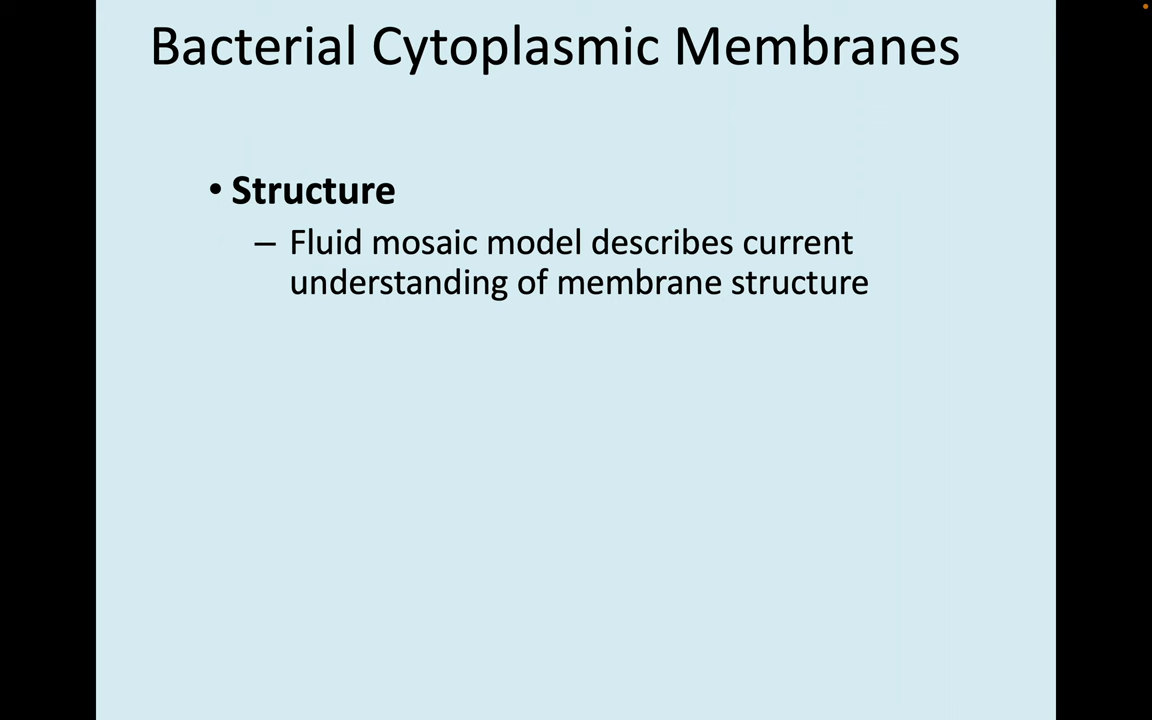 Bacterial Cytoplasmic Membranes
• Structure
– Fluid mosaic model describes current
understanding of membrane structure